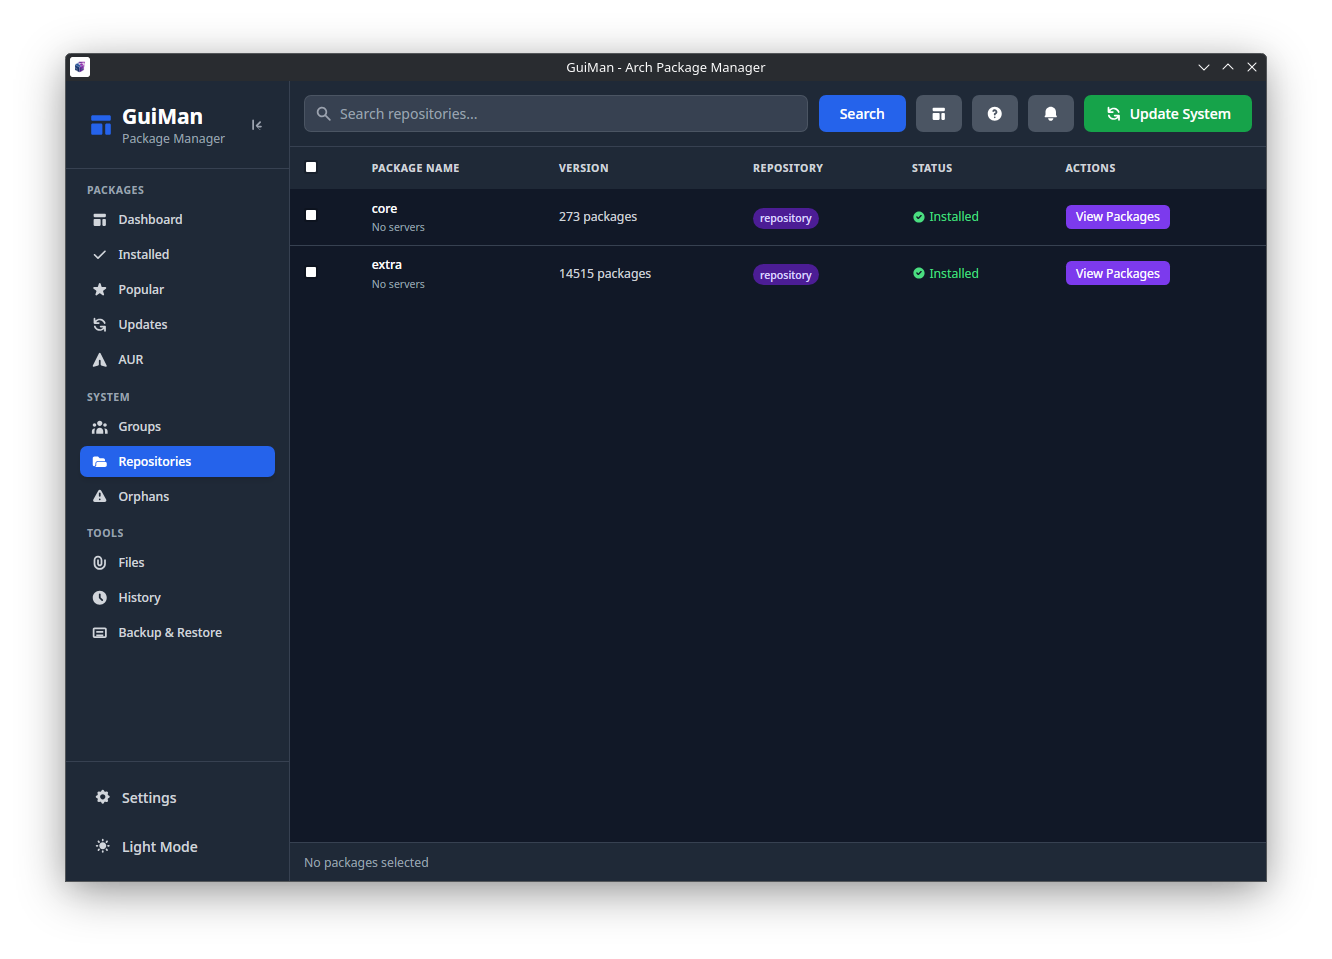 GuiMan - Arch Package Manager
GuiMan
Package Manager
Search repositories...
Search
Update System
PACKAGES
Dashboard
Installed
Popular
Updates
AUR
SYSTEM
Groups
Repositories
Orphans
TOOLS
Files
History
Backup & Restore
Settings
Light Mode
PACKAGE NAME VERSION REPOSITORY STATUS ACTIONS
core 273 packages repository Installed View Packages
No servers
extra 14515 packages repository Installed View Packages
No servers
No packages selected